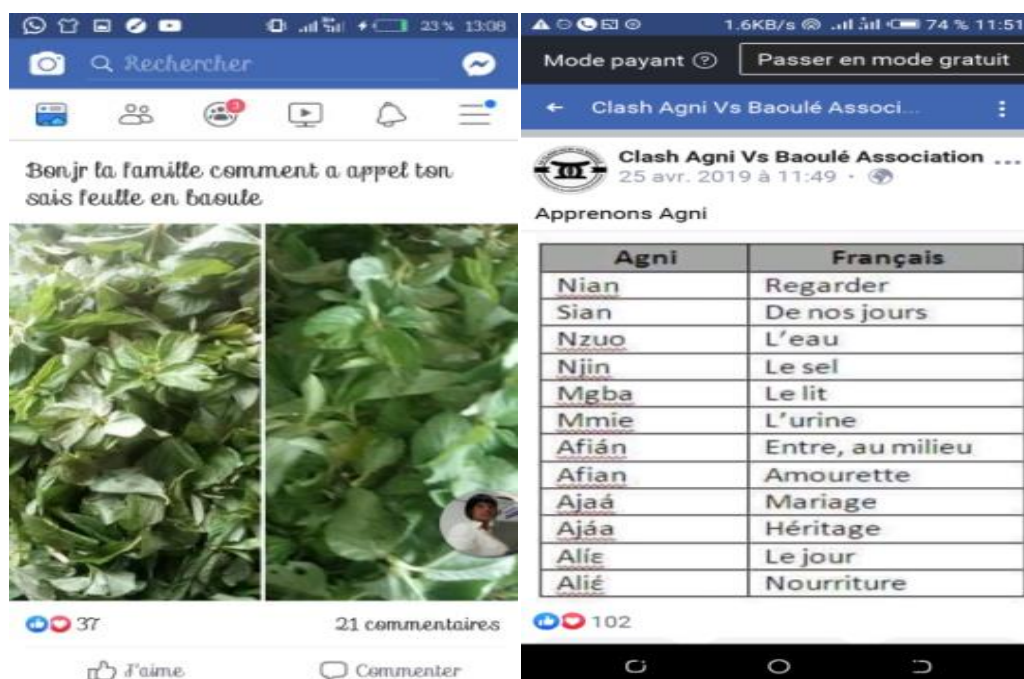 23 % 13:08
Rechercher
3
Bonjr la famille comment a appel ton
sais feulle en baoule
37
21 commentaires
J'aime
Commenter
1.6KB/s 74 % 11:51
Mode payant ? Passer en mode gratuit
Clash Agni Vs Baoulé Associ...
Clash Agni Vs Baoulé Association ...
25 avr. 2019 à 11:49 ·
Apprenons Agni
Agni Français
Nian Regarder
Sian De nos jours
Nzuo L'eau
Njin Le sel
Mgba Le lit
Mmie L'urine
Afián Entre, au milieu
Afian Amourette
Ajaá Mariage
Ajáa Héritage
Alíɛ Le jour
Aliɛ́ Nourriture
102